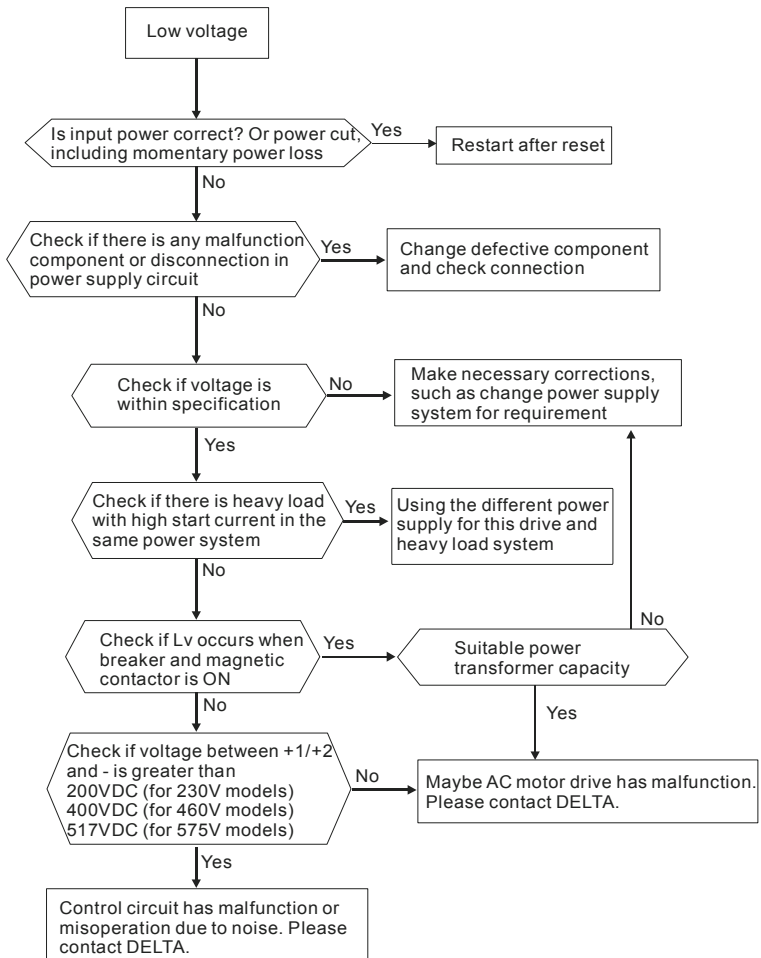 Low voltage
Is input power correct? Or power cut,
including momentary power loss
Yes
Restart after reset
No
Check if there is any malfunction
component or disconnection in
power supply circuit
Yes
Change defective component
and check connection
No
Check if voltage is
within specification
No
Make necessary corrections,
such as change power supply
system for requirement
Yes
Check if there is heavy load
with high start current in the
same power system
Yes
Using the different power
supply for this drive and
heavy load system
No
Check if Lv occurs when
breaker and magnetic
contactor is ON
Yes
Suitable power
transformer capacity
No
Yes
No
Check if voltage between +1/+2
and - is greater than
200VDC (for 230V models)
400VDC (for 460V models)
517VDC (for 575V models)
No
Maybe AC motor drive has malfunction.
Please contact DELTA.
Yes
Control circuit has malfunction or
misoperation due to noise. Please
contact DELTA.